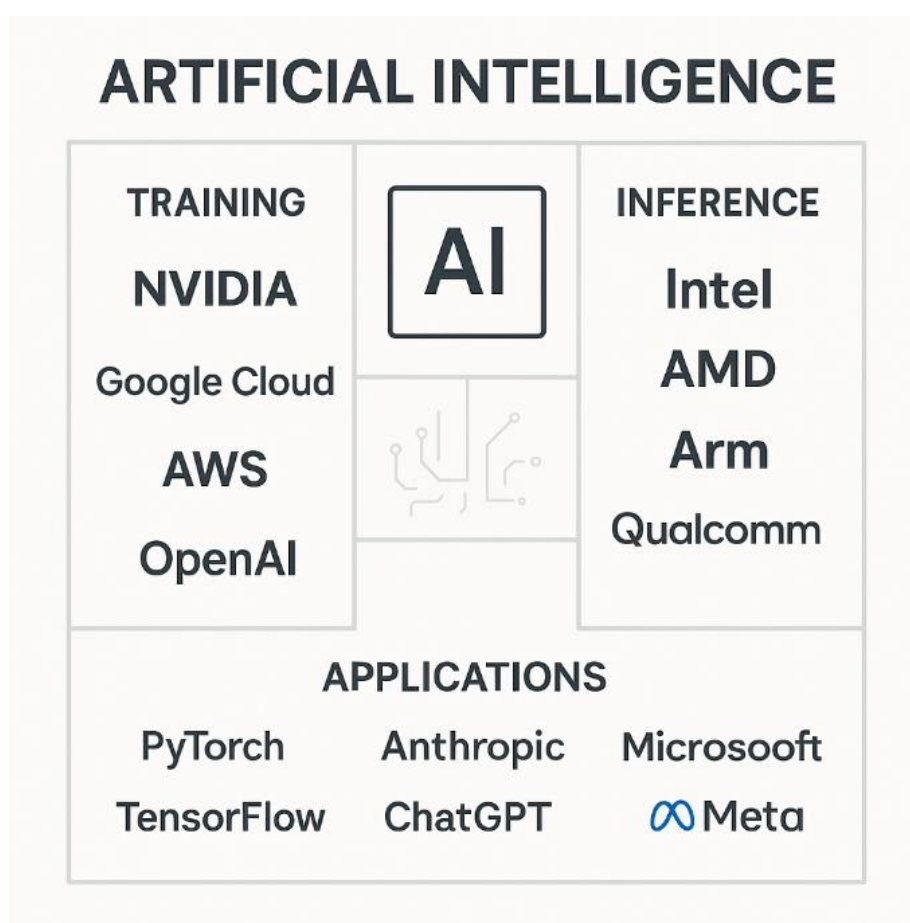 ARTIFICIAL INTELLIGENCE
TRAINING
NVIDIA
Google Cloud
AWS
OpenAI
AI
INFERENCE
Intel
AMD
Arm
Qualcomm
APPLICATIONS
PyTorch Anthropic Microsooft
TensorFlow ChatGPT Meta